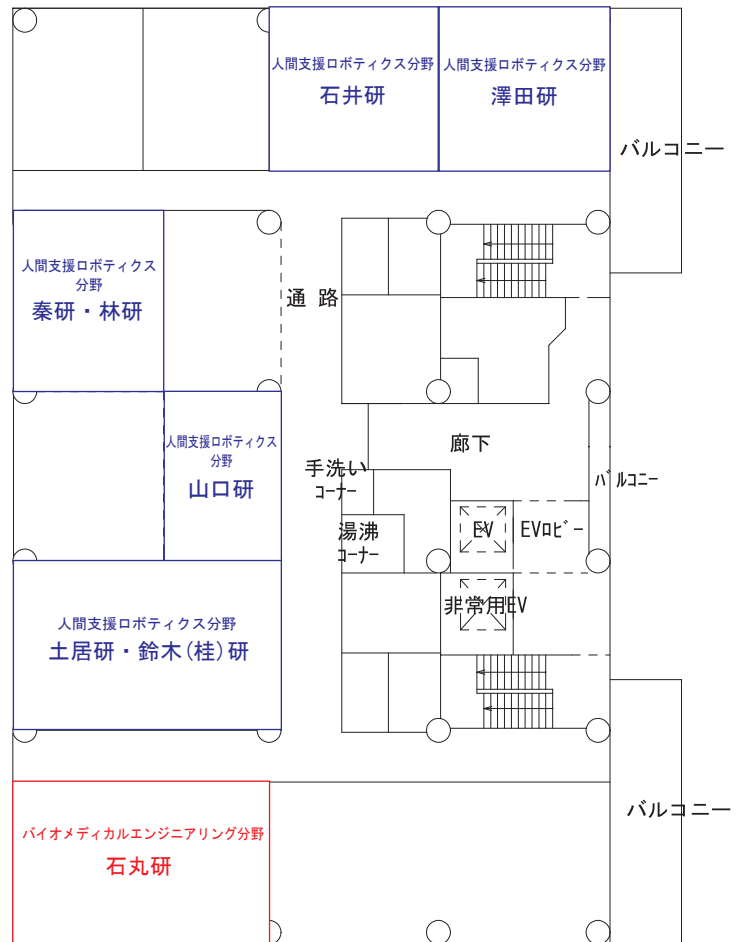 人間支援ロボティクス分野
石井研
人間支援ロボティクス分野
澤田研
バルコニー
人間支援ロボティクス
分野
秦研・林研
通 路
人間支援ロボティクス
分野
山口研
廊下
手洗い
コーナー
バルコニー
湯沸
コーナー
EV
EVロビー
非常用EV
人間支援ロボティクス分野
土居研・鈴木(桂)研
バルコニー
バイオメディカルエンジニアリング分野
石丸研